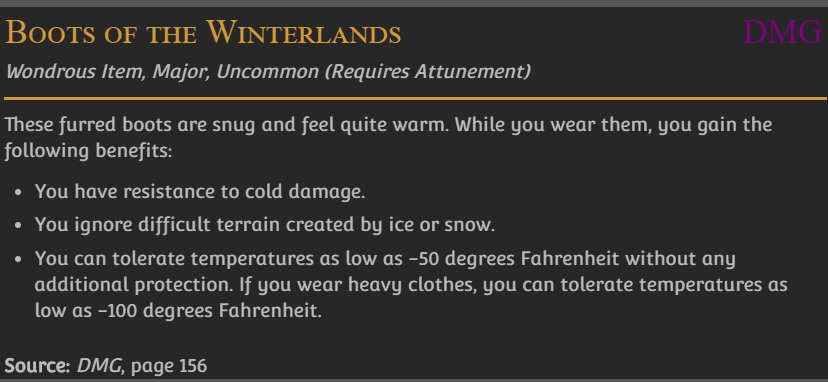 Boots of the Winterlands DMG
Wondrous Item, Major, Uncommon (Requires Attunement)
These furred boots are snug and feel quite warm. While you wear them, you gain the
following benefits:
• You have resistance to cold damage.
• You ignore difficult terrain created by ice or snow.
• You can tolerate temperatures as low as −50 degrees Fahrenheit without any
additional protection. If you wear heavy clothes, you can tolerate temperatures as
low as −100 degrees Fahrenheit.
Source: DMG, page 156